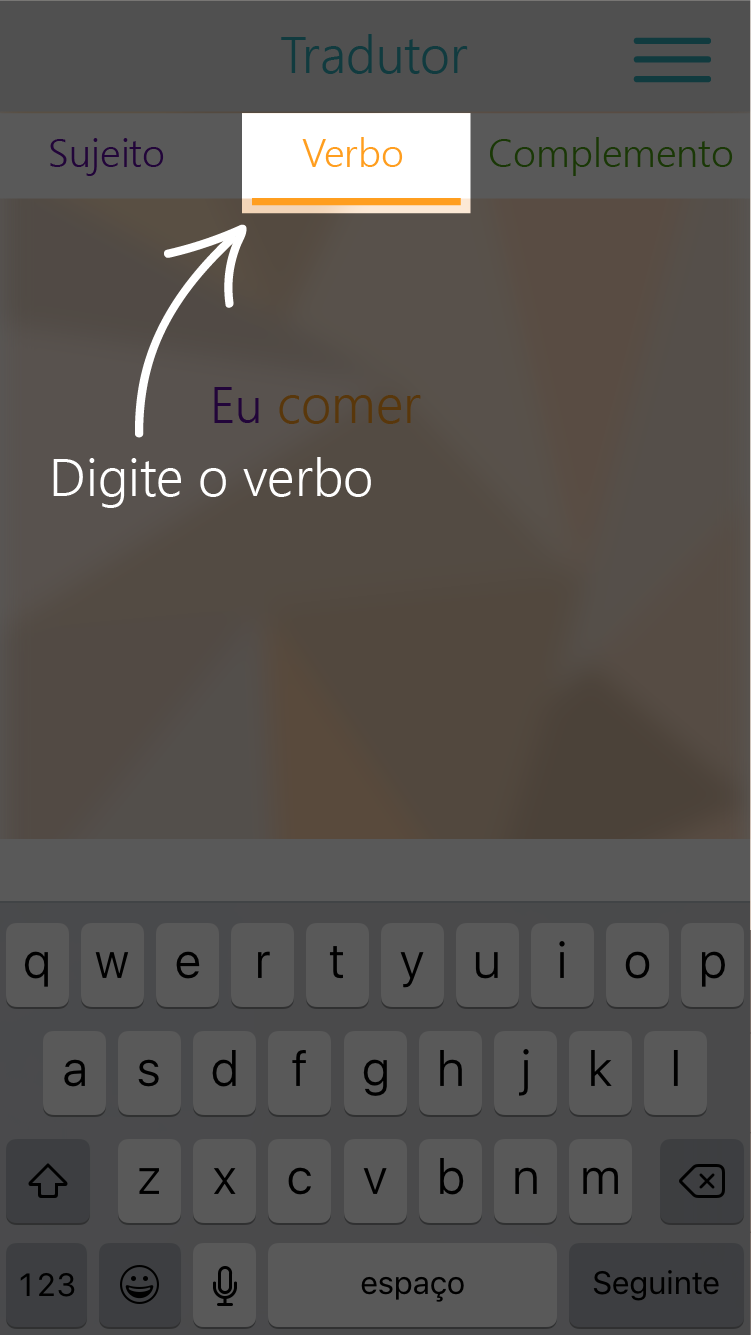 Tradutor
Sujeito Verbo Complemento
Eu comer
Digite o verbo
q w e r t y u i o p
a s d f g h j k l
z x c v b n m
123 espaço Seguinte